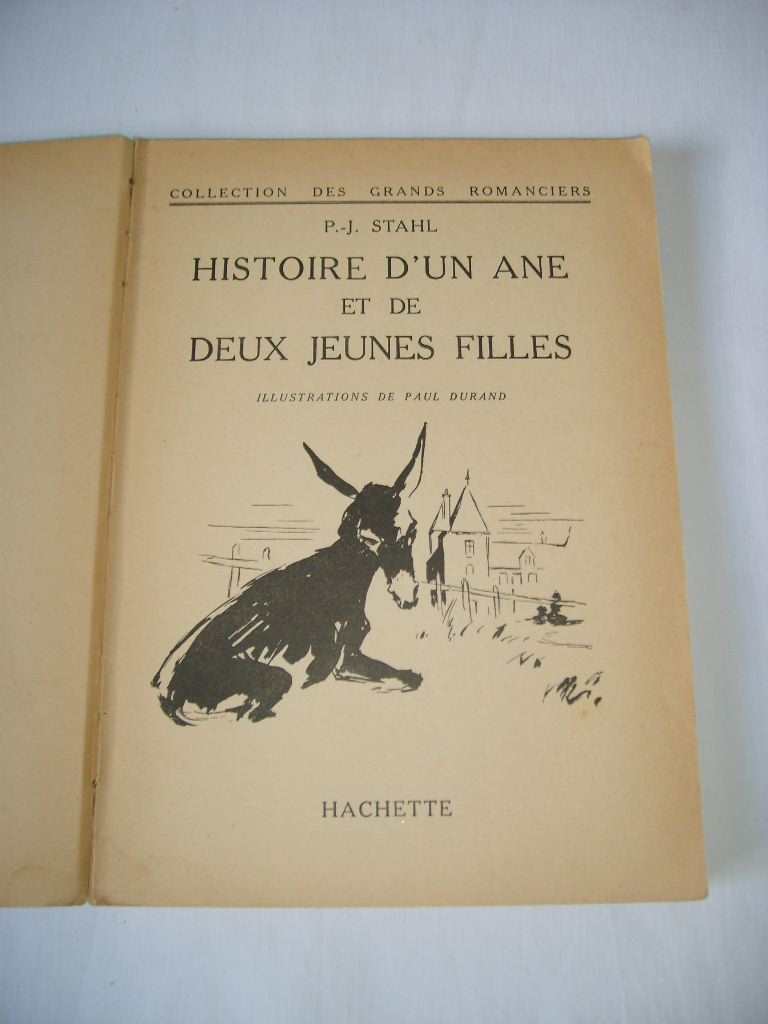 COLLECTION DES GRANDS ROMANCIERS
P.-J. STAHL
HISTOIRE D'UN ANE
ET DE
DEUX JEUNES FILLES
ILLUSTRATIONS DE PAUL DURAND
HACHETTE